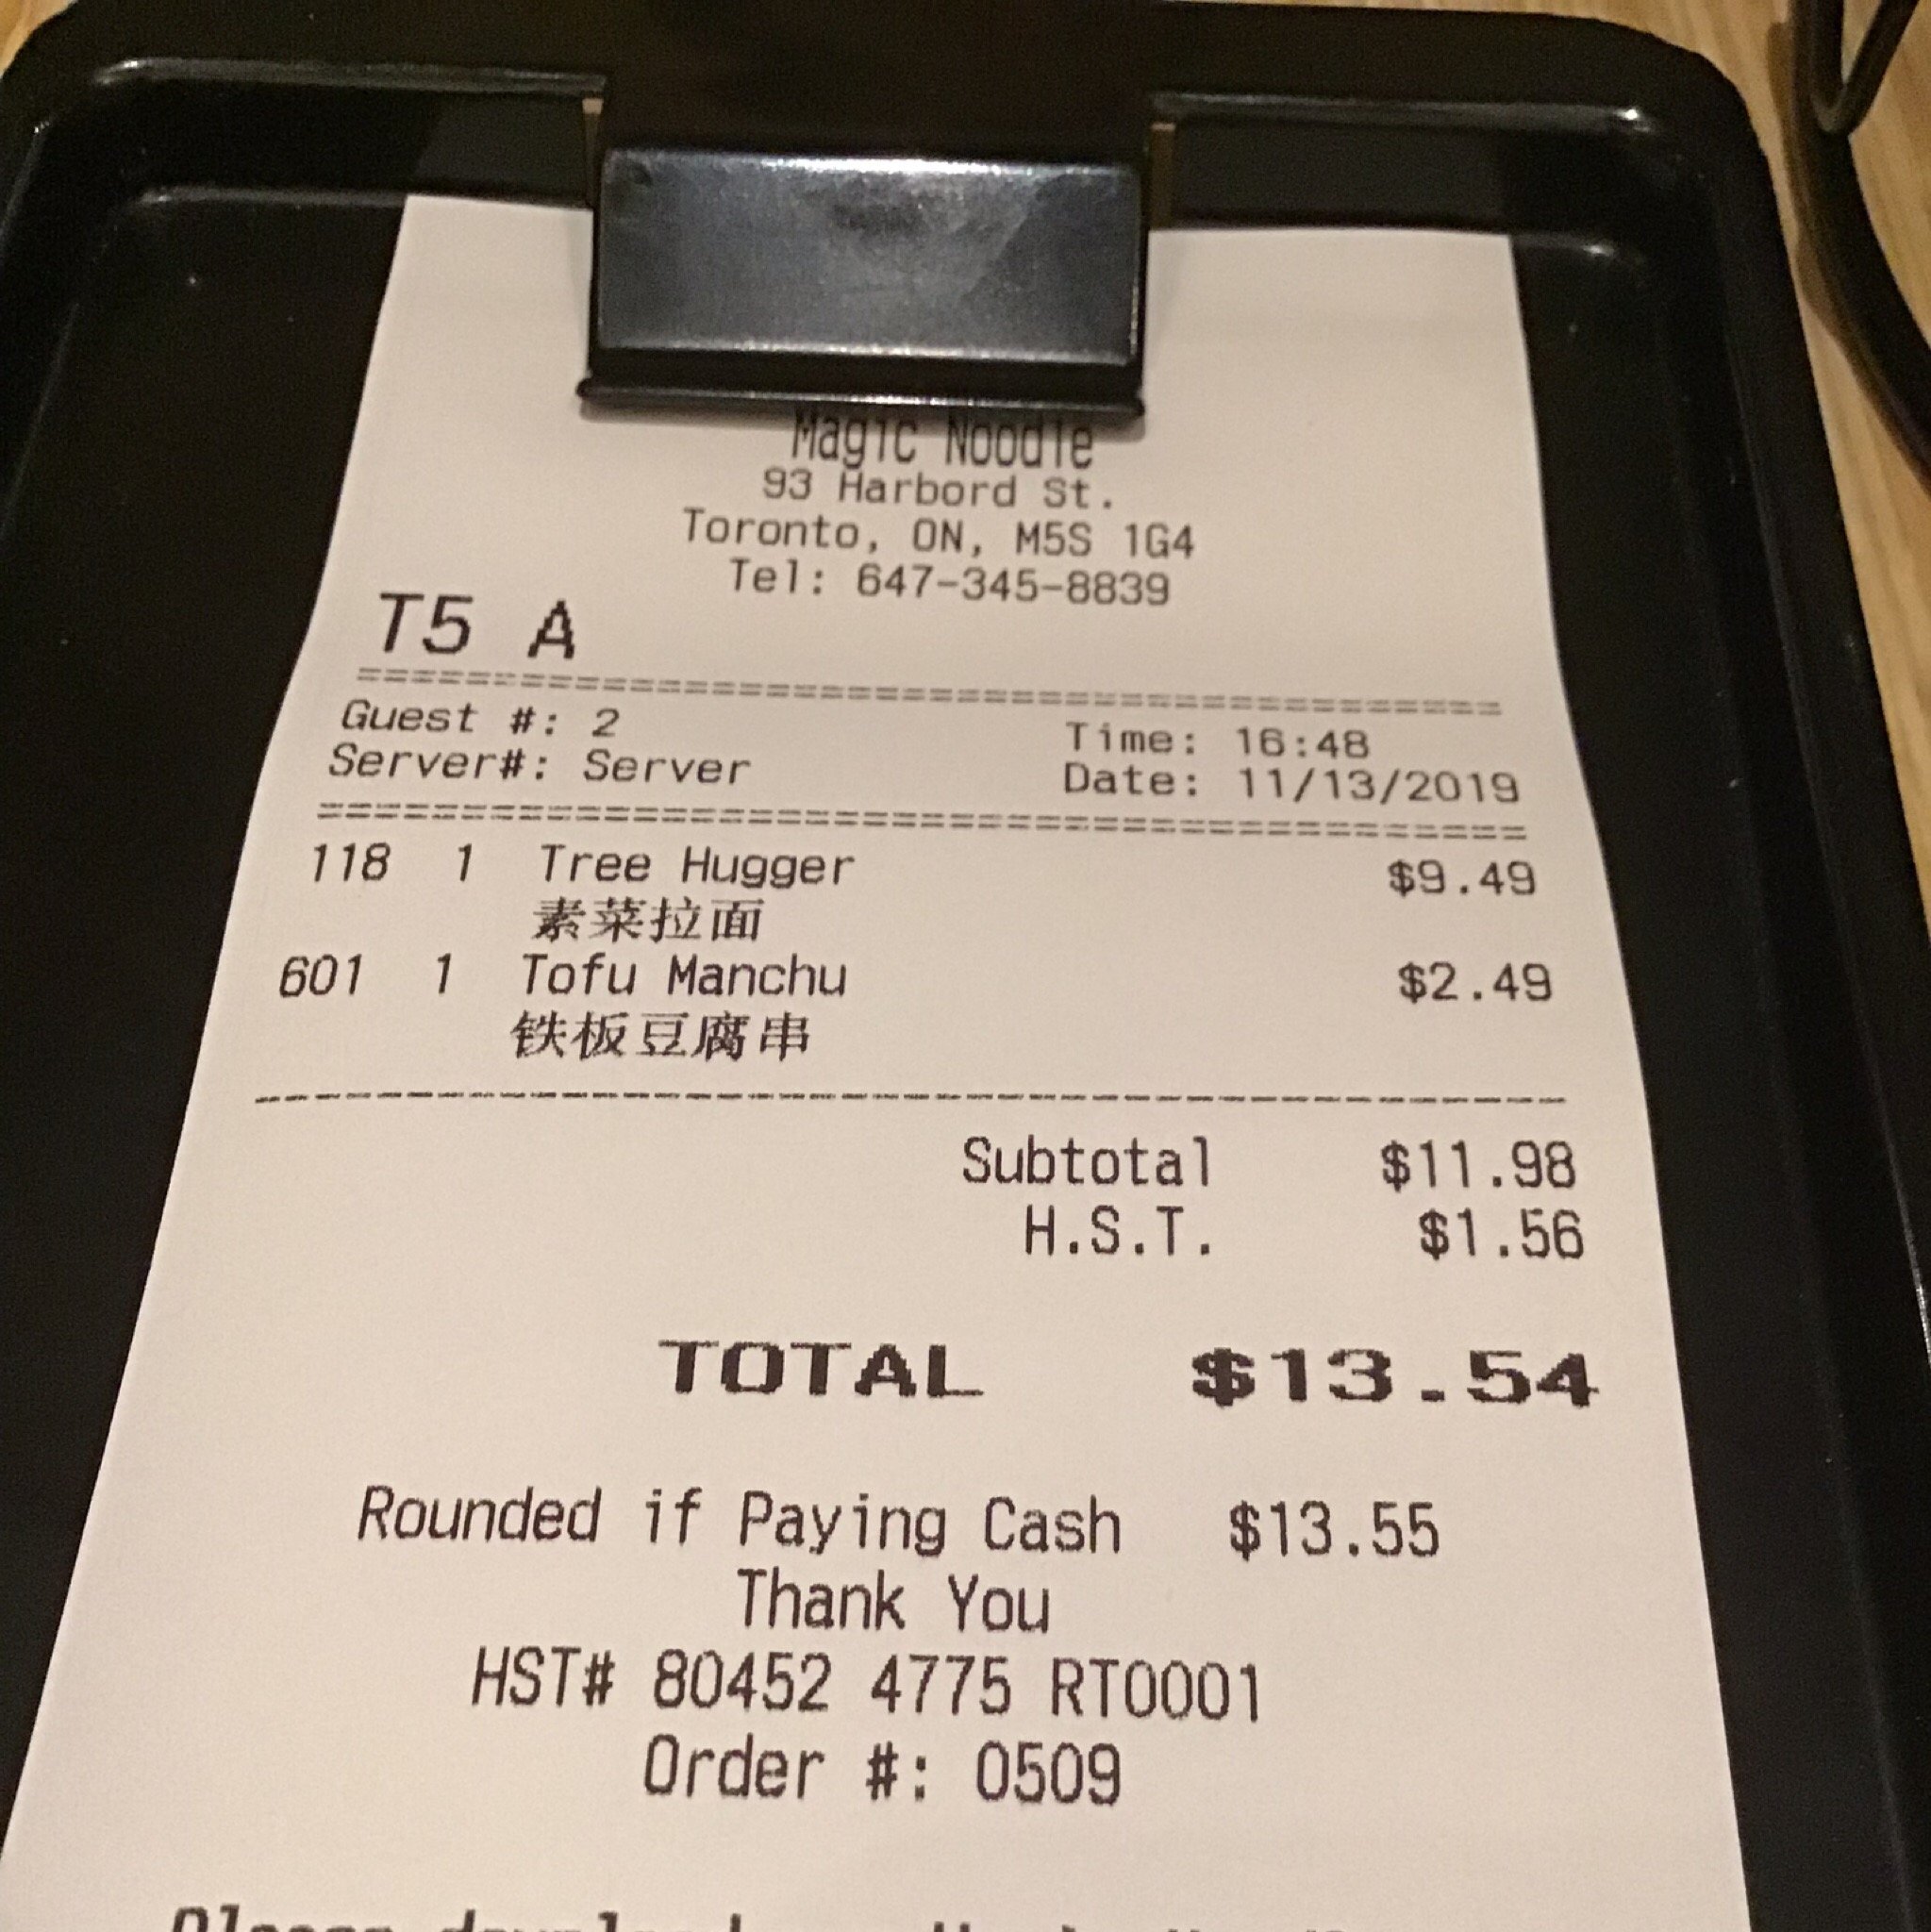 Magic Noodle
93 Harbord St.
Toronto, ON, M5S 1G4
Tel: 647-345-8839
T5 A
Guest #: 2 Time: 16:48
Server#: Server Date: 11/13/2019
118 1 Tree Hugger $9.49
素菜拉面
601 1 Tofu Manchu $2.49
铁板豆腐串
Subtotal $11.98
H.S.T. $1.56
TOTAL $13.54
Rounded if Paying Cash $13.55
Thank You
HST# 80452 4775 RT0001
Order #: 0509
Please download